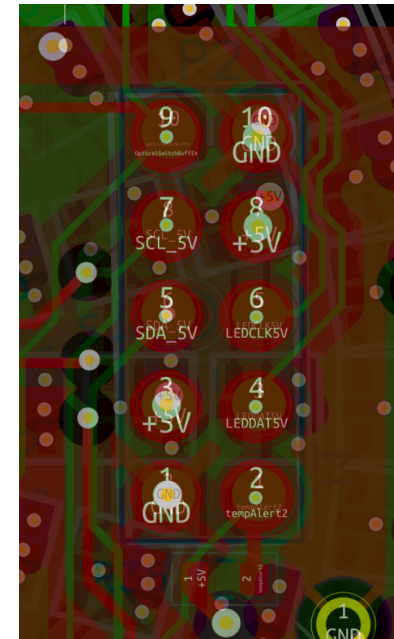 9 10
OpticalSwitchBuffIn GND
7 8
SCL_5V +5V
5 6
SDA_5V LEDCLK5V
3 4
+5V LEDDAT5V
1 2
GND tempAlert2
1 2
+5V tempAlert2
1
GND